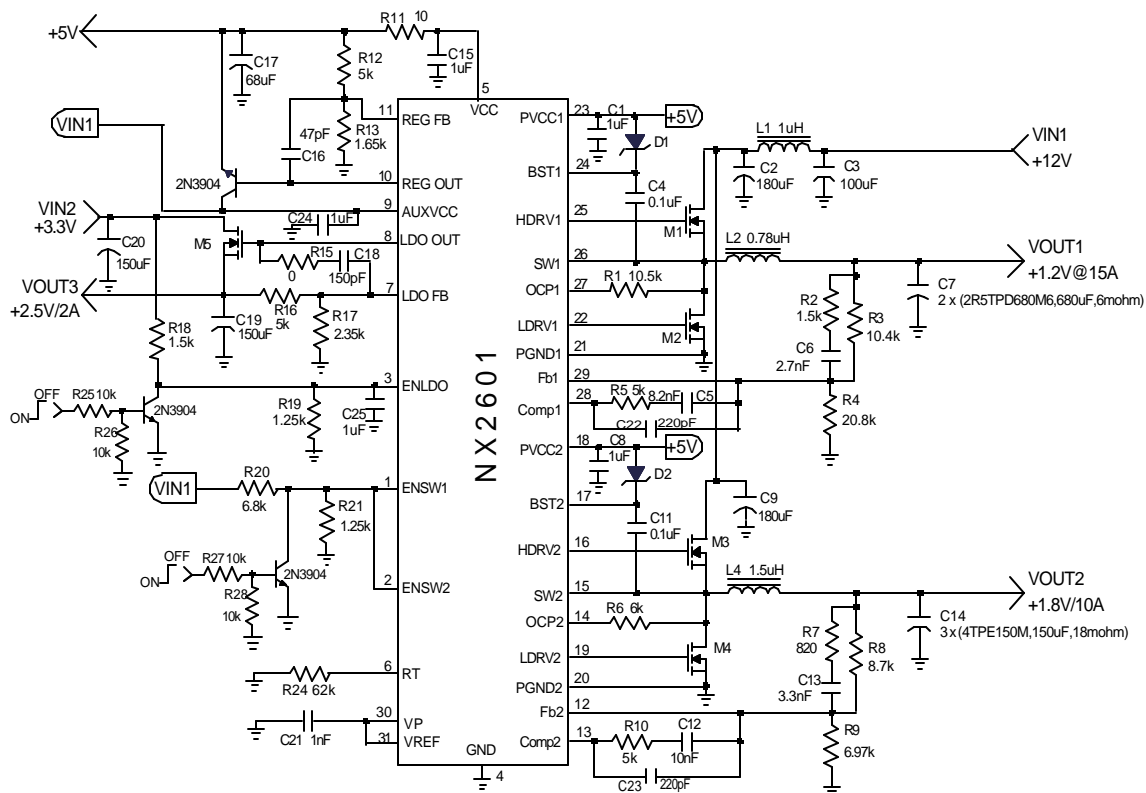 +5V
C17
68uF
R12
5k
R11 10
C15
1uF
5
VCC
VIN1
47pF
C16
R13
1.65k
11
REG FB
2N3904
10
REG OUT
9
AUXVCC
VIN2
+3.3V
C20
150uF
M5
C24
1uF
8
LDO OUT
R15
0
C18
150pF
7
LDO FB
VOUT3
+2.5V/2A
R16
5k
R17
2.35k
C19
150uF
R18
1.5k
3
ENLDO
OFF
ON
R25 10k
R26
10k
2N3904
R19
1.25k
C25
1uF
VIN1
R20
6.8k
1
ENSW1
R21
1.25k
OFF
ON
R27 10k
R28
10k
2N3904
2
ENSW2
R24 62k
6
RT
C21
1nF
30
VP
31
VREF
GND
4
NX2601
PVCC1
23
C1
1uF
+5V
D1
BST1
24
C4
0.1uF
HDRV1
25
M1
L1 1uH
C2
180uF
C3
100uF
VIN1
+12V
SW1
26
L2 0.78uH
VOUT1
+1.2V@15A
OCP1
27
R1 10.5k
LDRV1
22
M2
PGND1
21
R2
1.5k
C6
2.7nF
R3
10.4k
C7
2 x (2R5TPD680M6,680uF,6mohm)
Fb1
29
R4
20.8k
Comp1
28
R5 5k
8.2nF
C5
C22
220pF
PVCC2
18
C8
1uF
+5V
D2
BST2
17
C11
0.1uF
C9
180uF
HDRV2
16
M3
SW2
15
L4 1.5uH
VOUT2
+1.8V/10A
OCP2
14
R6 6k
LDRV2
19
M4
PGND2
20
R7
820
C13
3.3nF
R8
8.7k
C14
3x(4TPE150M,150uF,18mohm)
Fb2
12
R9
6.97k
Comp2
13
R10
5k
C12
10nF
C23
220pF